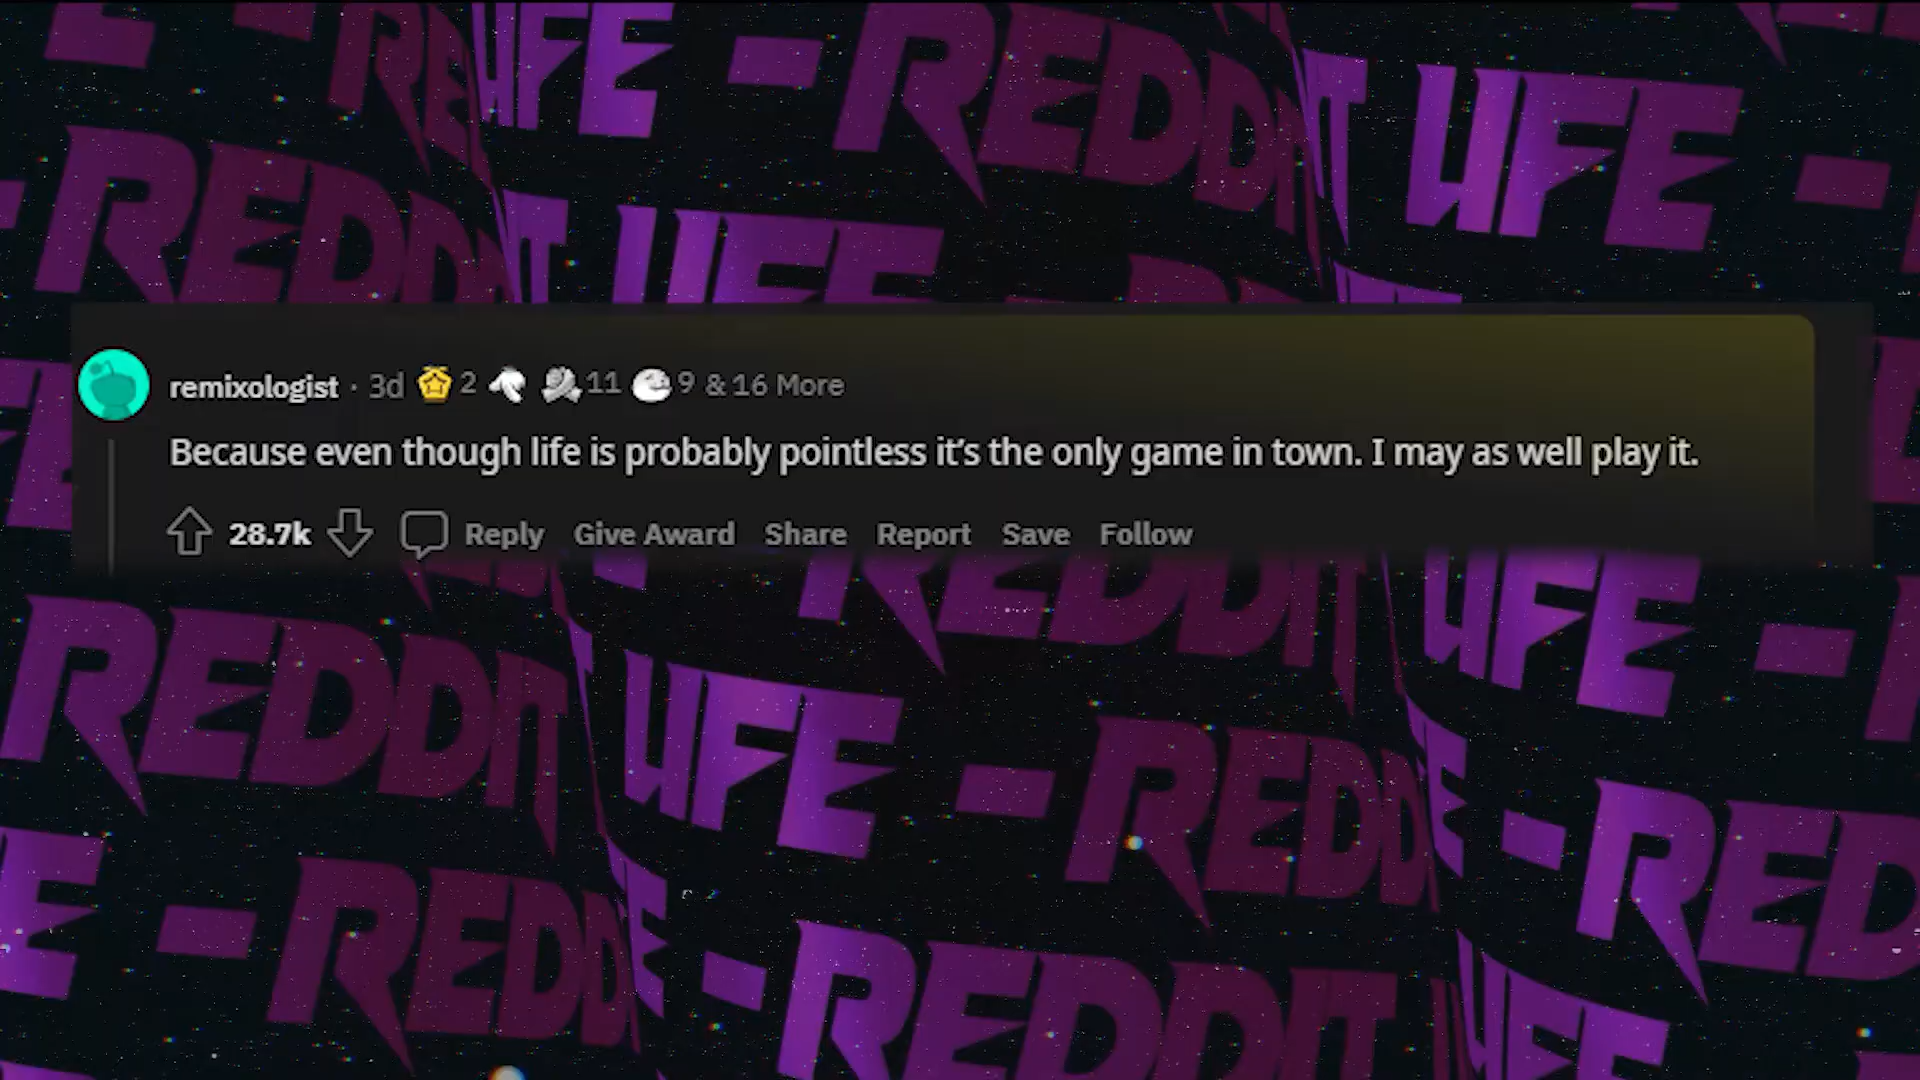 LIFE - REDDIT LIFE -
REDDIT LIFE
remixologist · 3d 2 11 9 & 16 More
Because even though life is probably pointless it's the only game in town. I may as well play it.
28.7k Reply Give Award Share Report Save Follow
REDDIT LIFE -
REDDIT LIFE - REDD
E - REDD E - REDDIT LIFE